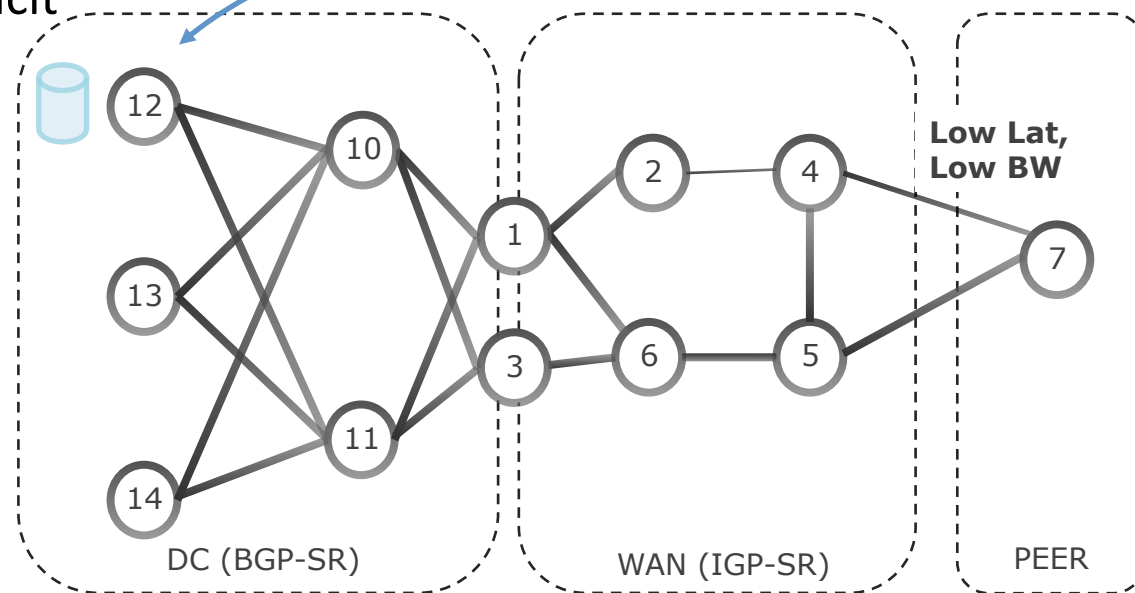 12
10
2
4
Low Lat,
Low BW
1
7
13
3
6
5
11
14
DC (BGP-SR)
WAN (IGP-SR)
PEER